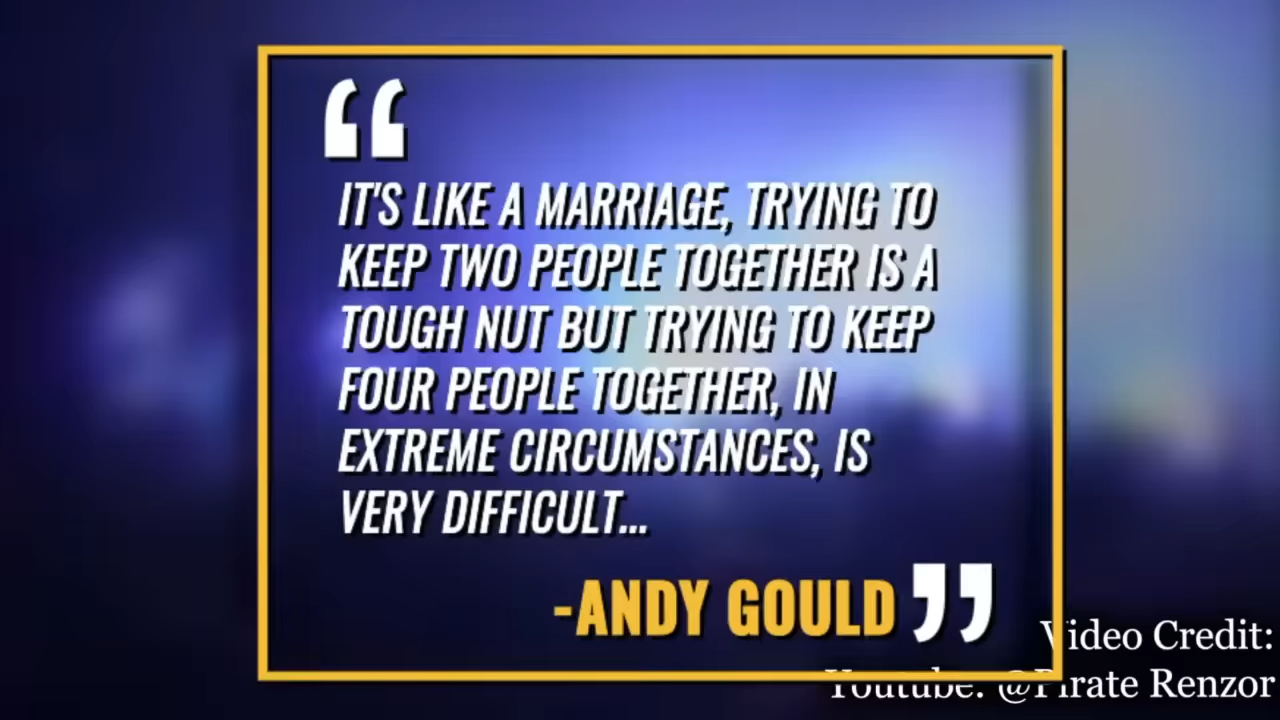 “
IT'S LIKE A MARRIAGE, TRYING TO
KEEP TWO PEOPLE TOGETHER IS A
TOUGH NUT BUT TRYING TO KEEP
FOUR PEOPLE TOGETHER, IN
EXTREME CIRCUMSTANCES, IS
VERY DIFFICULT...
-ANDY GOULD ”
Video Credit:
Youtube: @Pirate Renzor